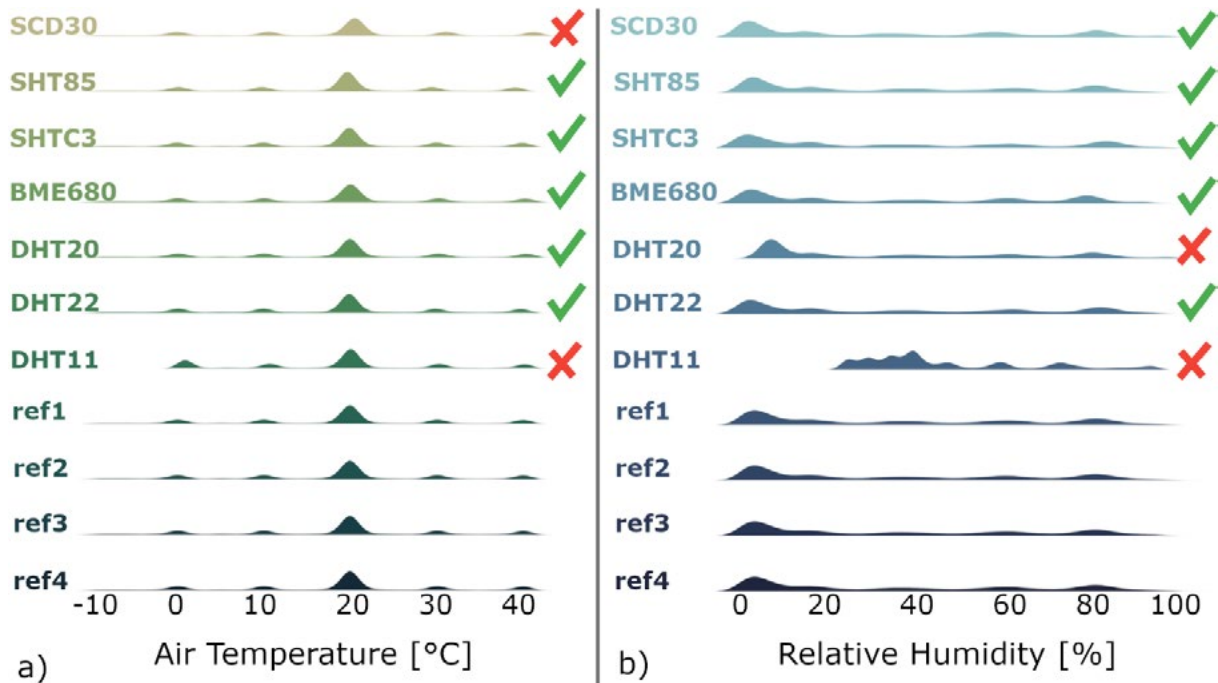 SCD30
SHT85
SHTC3
BME680
DHT20
DHT22
DHT11
ref1
ref2
ref3
ref4
-10 0 10 20 30 40
Air Temperature [°C]
a)
SCD30
SHT85
SHTC3
BME680
DHT20
DHT22
DHT11
ref1
ref2
ref3
ref4
0 20 40 60 80 100
Relative Humidity [%]
b)